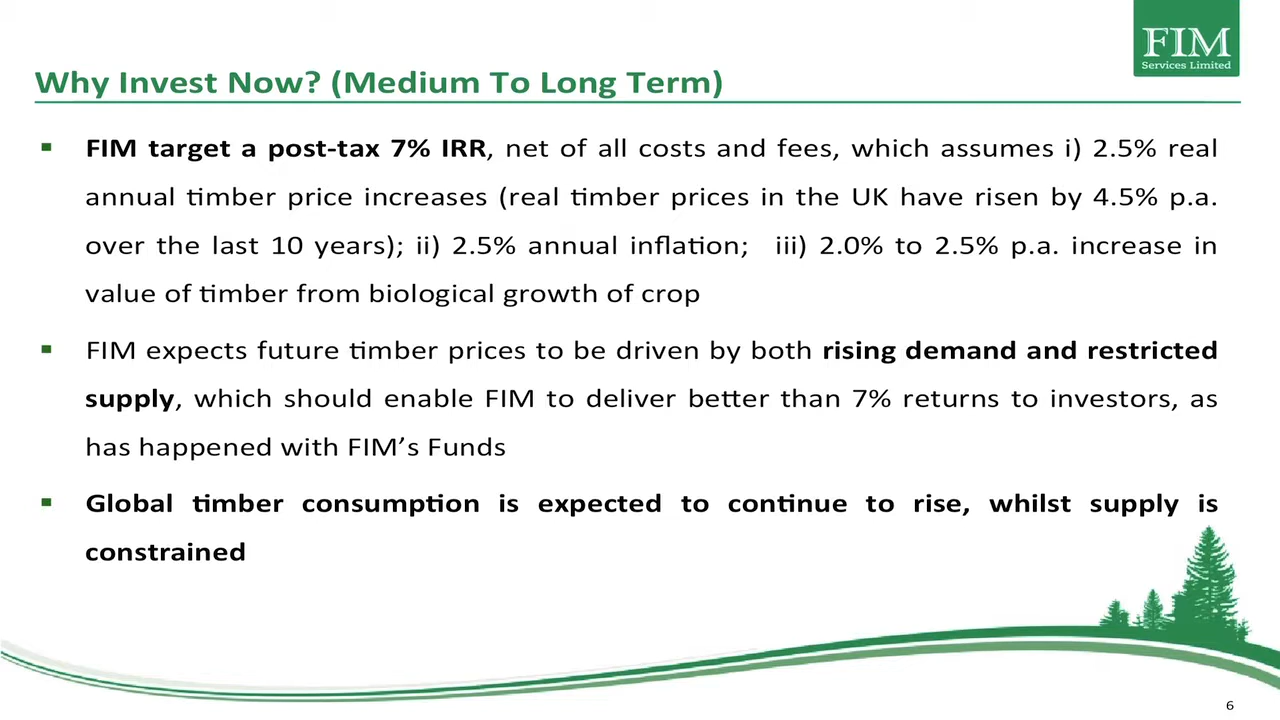 FIM
Services Limited
Why Invest Now? (Medium To Long Term)
▪ FIM target a post-tax 7% IRR, net of all costs and fees, which assumes i) 2.5% real
annual timber price increases (real timber prices in the UK have risen by 4.5% p.a.
over the last 10 years); ii) 2.5% annual inflation; iii) 2.0% to 2.5% p.a. increase in
value of timber from biological growth of crop
▪ FIM expects future timber prices to be driven by both rising demand and restricted
supply, which should enable FIM to deliver better than 7% returns to investors, as
has happened with FIM’s Funds
▪ Global timber consumption is expected to continue to rise, whilst supply is
constrained
6